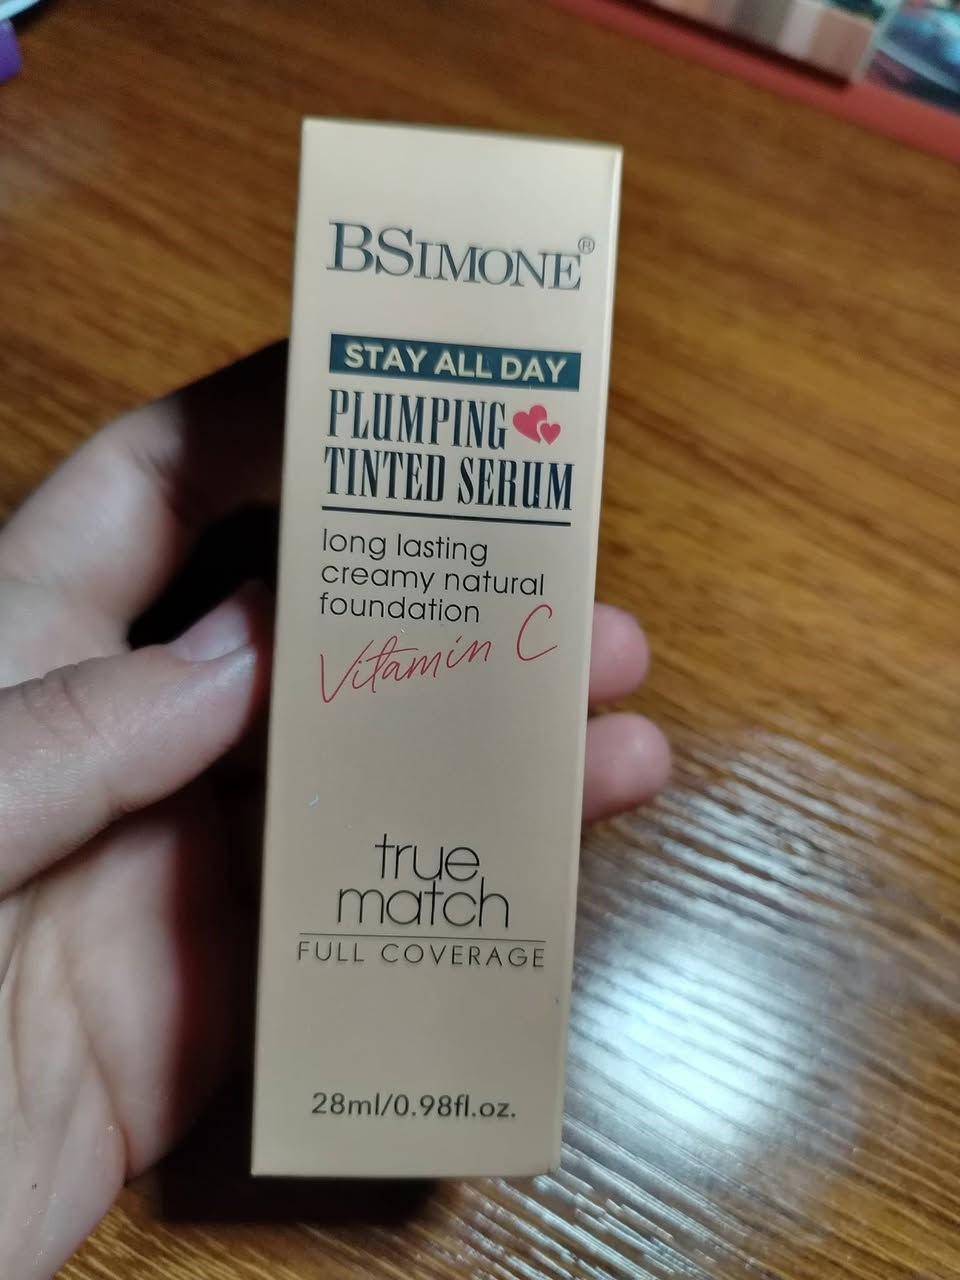 BSIMONE®
STAY ALL DAY
PLUMPING
TINTED SERUM
long lasting
creamy natural
foundation
Vitamin C
true
match
FULL COVERAGE
28ml/0.98fl.oz.